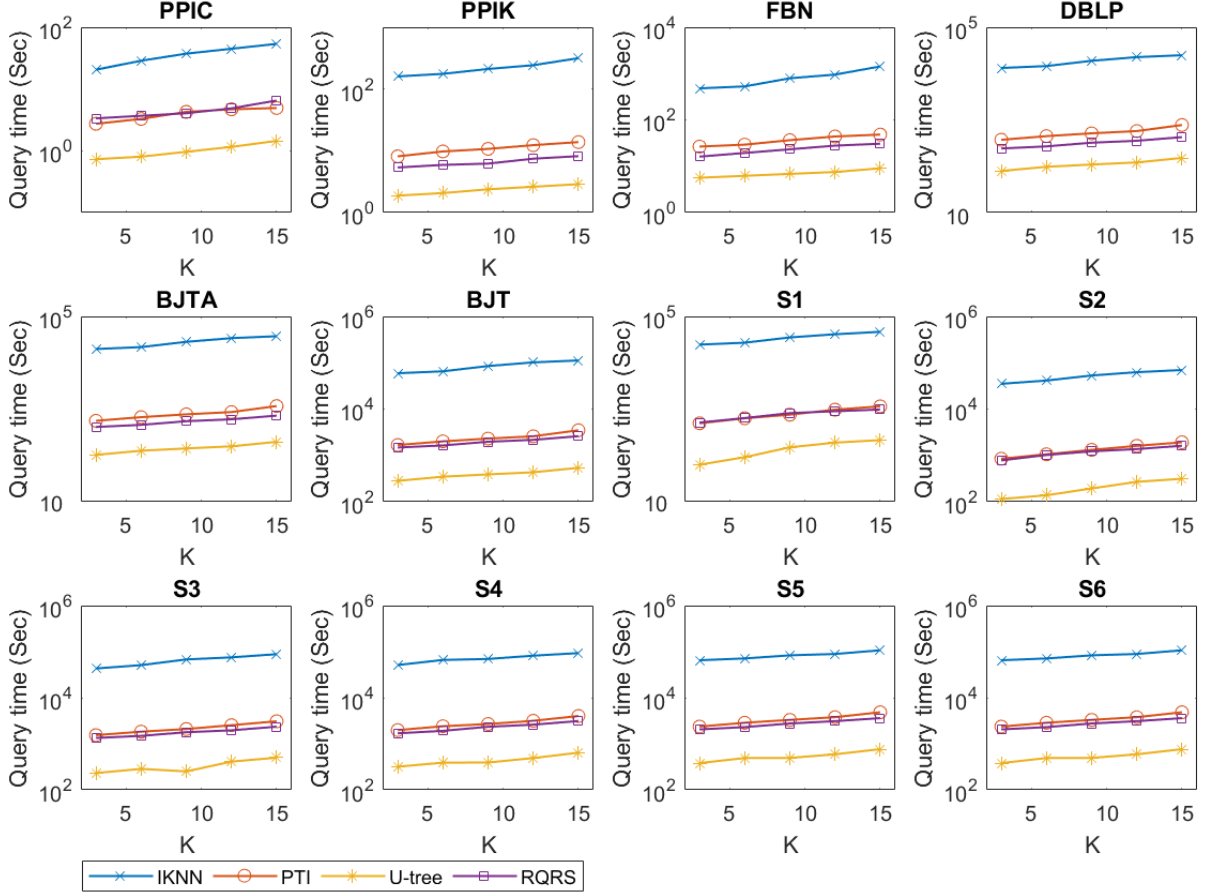 PPIC
PPIK
FBN
DBLP
Query time (Sec)
10^2
10^0
5
10
15
K
Query time (Sec)
10^2
10^0
5
10
15
K
Query time (Sec)
10^4
10^2
10^0
5
10
15
K
Query time (Sec)
10^5
10
5
10
15
K
BJTA
BJT
S1
S2
Query time (Sec)
10^5
10
5
10
15
K
Query time (Sec)
10^6
10^4
10^2
5
10
15
K
Query time (Sec)
10^5
10
5
10
15
K
Query time (Sec)
10^6
10^4
10^2
5
10
15
K
S3
S4
S5
S6
Query time (Sec)
10^6
10^4
10^2
5
10
15
K
Query time (Sec)
10^6
10^4
10^2
5
10
15
K
Query time (Sec)
10^6
10^4
10^2
5
10
15
K
Query time (Sec)
10^6
10^4
10^2
5
10
15
K
IKNN PTI U-tree RQRS